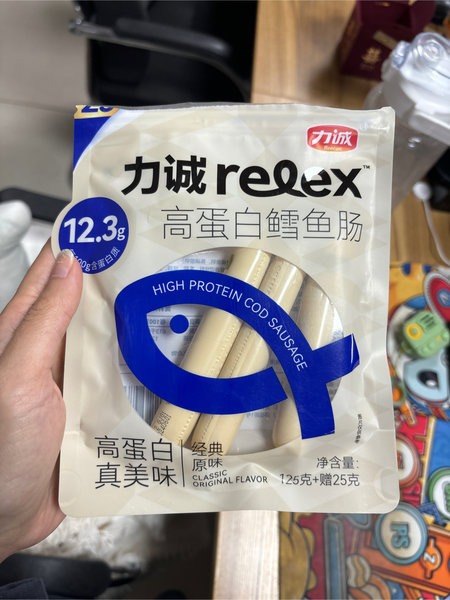 力诚
力诚 relex™
高蛋白鳕鱼肠
12.3g
HIGH PROTEIN COD SAUSAGE
高蛋白
真美味
经典
原味
CLASSIC
ORIGINAL FLAVOR
净含量:
125克+赠25克